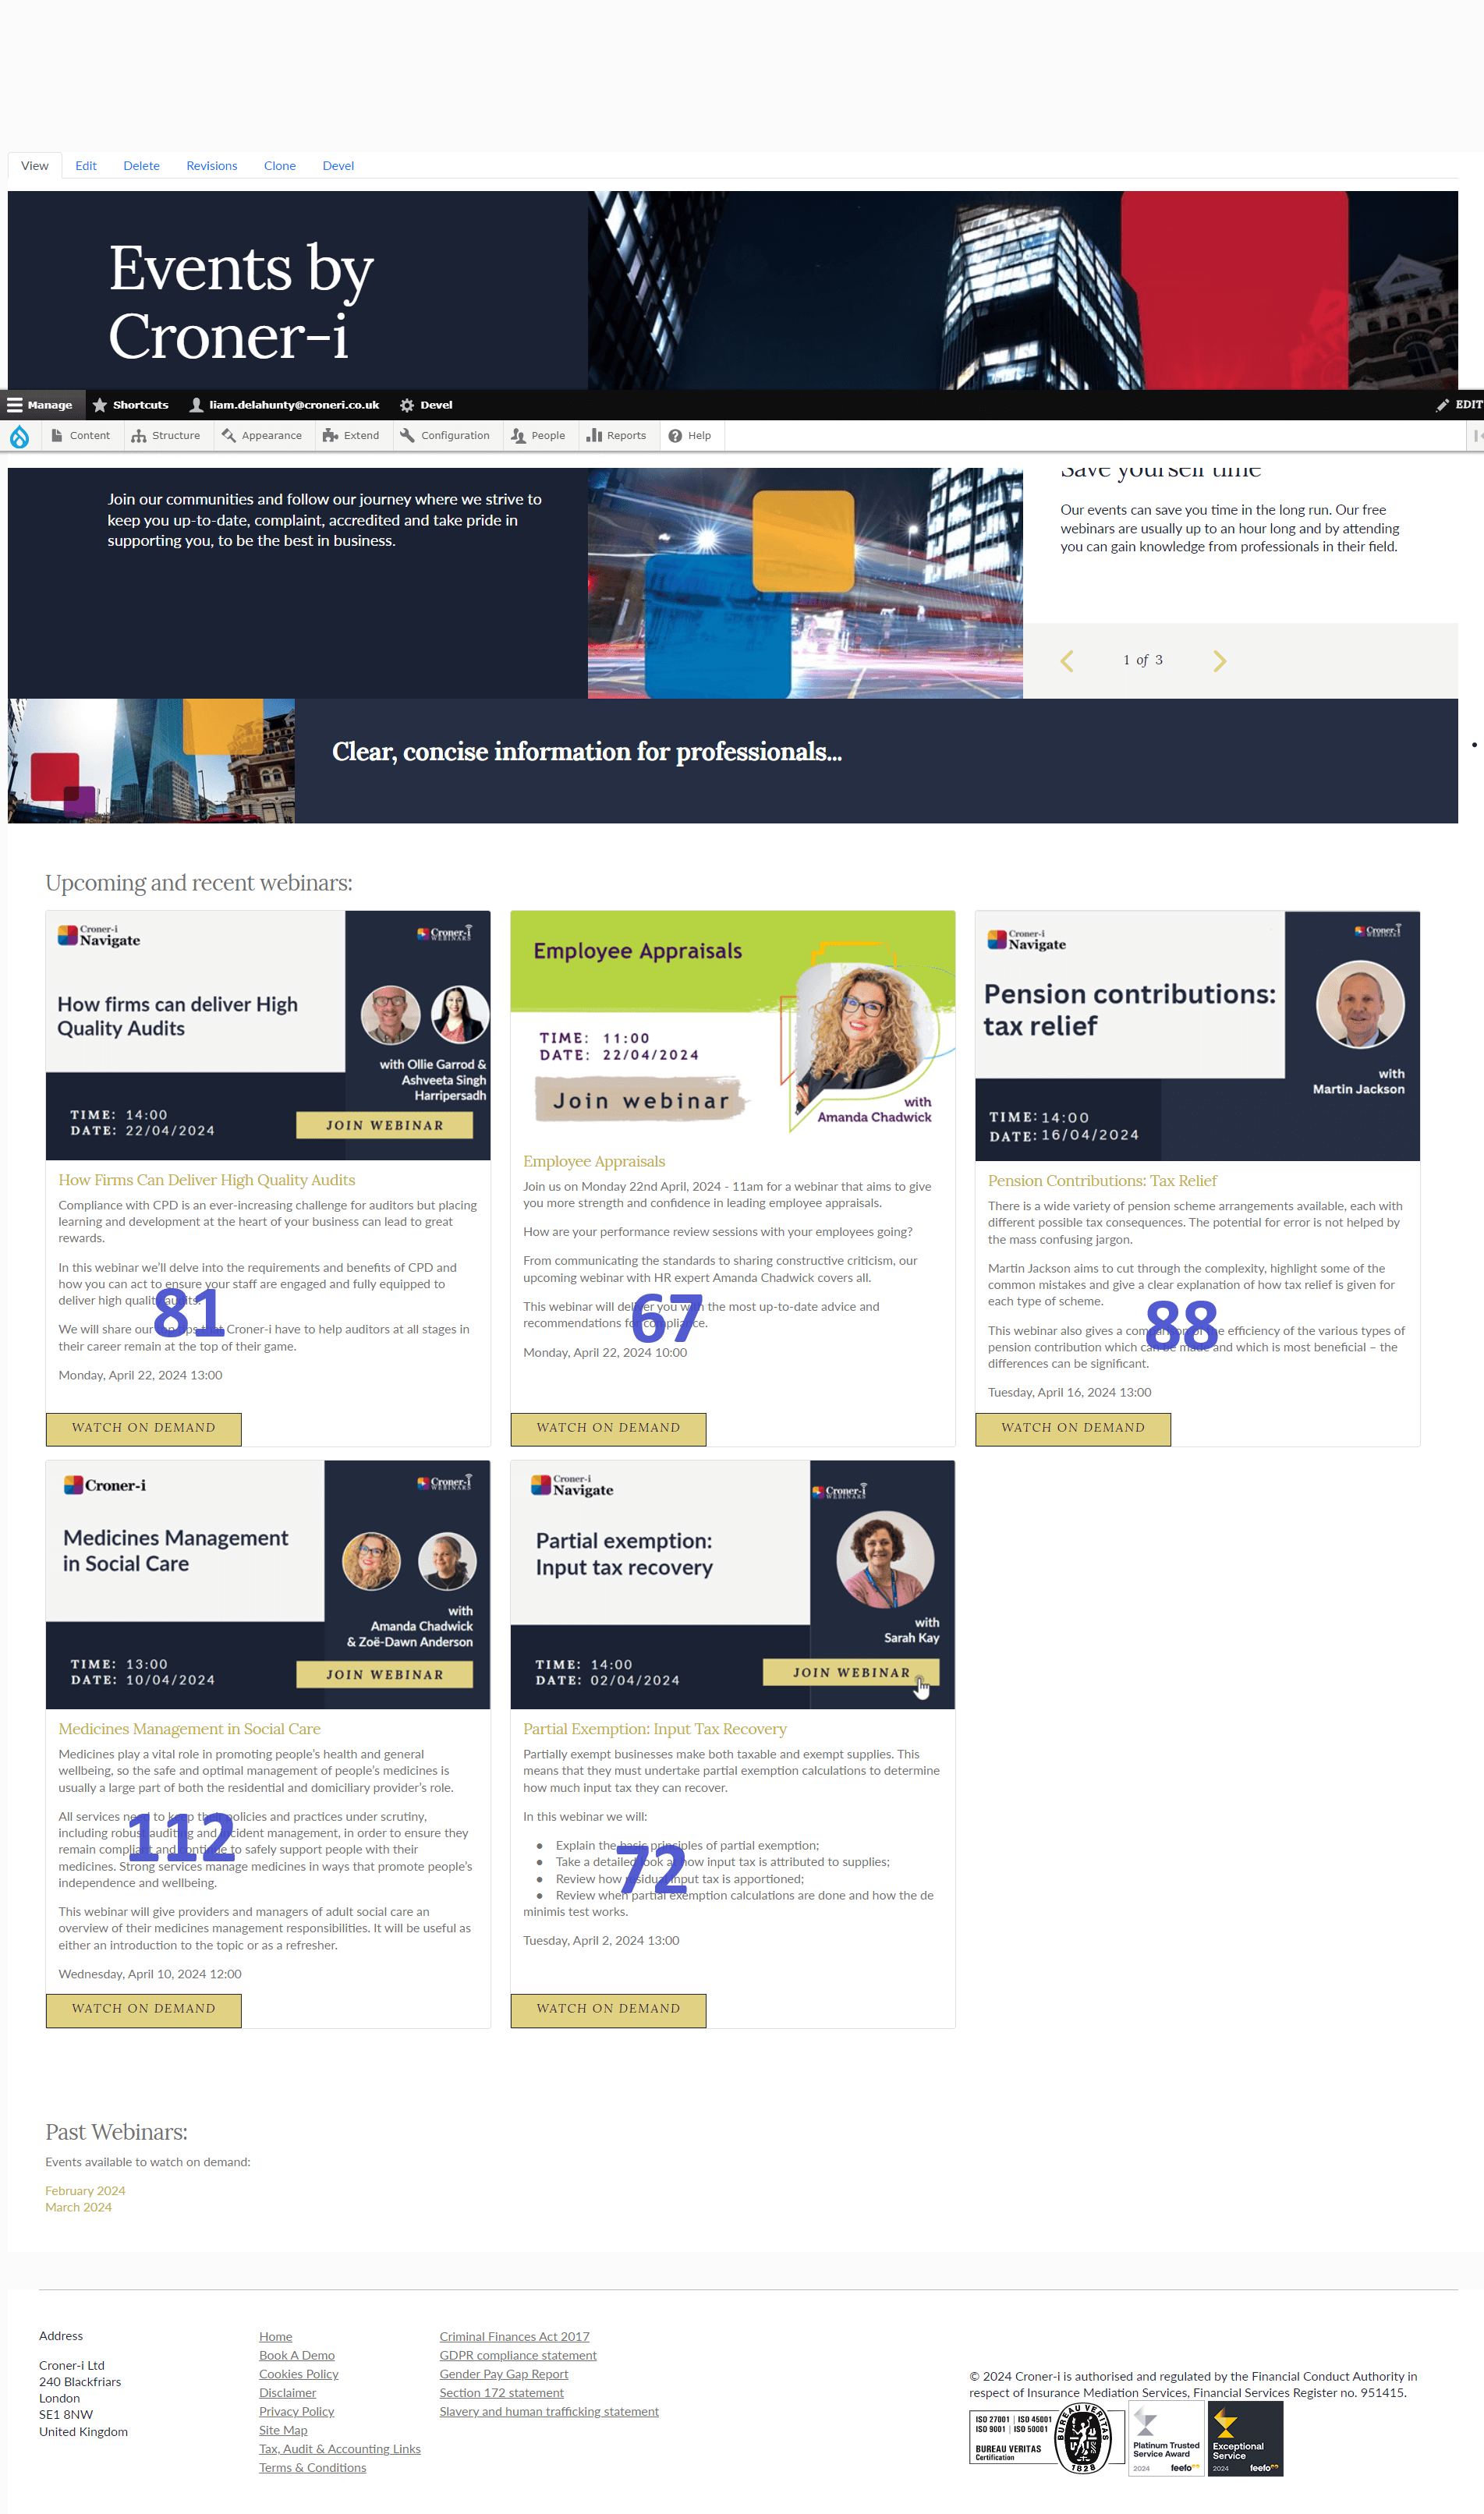 View Edit Delete Revisions Clone Devel
Events by
Croner-i
Manage Shortcuts liam.delahunty@croneri.co.uk Devel EDIT
Content Structure Appearance Extend Configuration People Reports Help
Join our communities and follow our journey where we strive to
keep you up-to-date, complaint, accredited and take pride in
supporting you, to be the best in business.
Save yourself time
Our events can save you time in the long run. Our free
webinars are usually up to an hour long and by attending
you can gain knowledge from professionals in their field.
1 of 3
Clear, concise information for professionals...
Upcoming and recent webinars:
Croner-i
Navigate
Croner-i
WEBINARS
How firms can deliver High
Quality Audits
with Ollie Garrod &
Ashveeta Singh
Harripersadh
TIME: 14:00
DATE: 22/04/2024
JOIN WEBINAR
How Firms Can Deliver High Quality Audits
Compliance with CPD is an ever-increasing challenge for auditors but placing
learning and development at the heart of your business can lead to great
rewards.
In this webinar we'll delve into the requirements and benefits of CPD and
how you can act to ensure your staff are engaged and fully equipped to
deliver high quality audits.
81
We will share our top tips that Croner-i have to help auditors at all stages in
their career remain at the top of their game.
Monday, April 22, 2024 13:00
WATCH ON DEMAND
Employee Appraisals
TIME: 11:00
DATE: 22/04/2024
Join webinar
with
Amanda Chadwick
Employee Appraisals
Join us on Monday 22nd April, 2024 - 11am for a webinar that aims to give
you more strength and confidence in leading employee appraisals.
How are your performance review sessions with your employees going?
From communicating the standards to sharing constructive criticism, our
upcoming webinar with HR expert Amanda Chadwick covers all.
This webinar will deliver you with the most up-to-date advice and
recommendations for compliance.
67
Monday, April 22, 2024 10:00
WATCH ON DEMAND
Croner-i
Navigate
Croner-i
WEBINARS
Pension contributions:
tax relief
with
Martin Jackson
TIME: 14:00
DATE: 16/04/2024
Pension Contributions: Tax Relief
There is a wide variety of pension scheme arrangements available, each with
different possible tax consequences. The potential for error is not helped by
the mass confusing jargon.
Martin Jackson aims to cut through the complexity, highlight some of the
common mistakes and give a clear explanation of how tax relief is given for
each type of scheme.
88
This webinar also gives a comparison of the efficiency of the various types of
pension contribution which can be made and which is most beneficial – the
differences can be significant.
Tuesday, April 16, 2024 13:00
WATCH ON DEMAND
Croner-i
Croner-i
WEBINARS
Medicines Management
in Social Care
with
Amanda Chadwick
& Zoë-Dawn Anderson
TIME: 13:00
DATE: 10/04/2024
JOIN WEBINAR
Medicines Management in Social Care
Medicines play a vital role in promoting people's health and general
wellbeing, so the safe and optimal management of people's medicines is
usually a large part of both the residential and domiciliary provider's role.
All services need to keep their policies and practices under scrutiny,
including robust auditing and incident management, in order to ensure they
remain compliant and continue to safely support people with their
medicines. Strong services manage medicines in ways that promote people's
independence and wellbeing.
112
This webinar will give providers and managers of adult social care an
overview of their medicines management responsibilities. It will be useful as
either an introduction to the topic or as a refresher.
Wednesday, April 10, 2024 12:00
WATCH ON DEMAND
Croner-i
Navigate
Croner-i
WEBINARS
Partial exemption:
Input tax recovery
with
Sarah Kay
TIME: 14:00
DATE: 02/04/2024
JOIN WEBINAR
Partial Exemption: Input Tax Recovery
Partially exempt businesses make both taxable and exempt supplies. This
means that they must undertake partial exemption calculations to determine
how much input tax they can recover.
In this webinar we will:
● Explain the basic principles of partial exemption;
● Take a detailed look at how input tax is attributed to supplies;
● Review how residual input tax is apportioned;
● Review when partial exemption calculations are done and how the de
minimis test works.
72
Tuesday, April 2, 2024 13:00
WATCH ON DEMAND
Past Webinars:
Events available to watch on demand:
February 2024
March 2024
Address
Croner-i Ltd
240 Blackfriars
London
SE1 8NW
United Kingdom
Home
Book A Demo
Cookies Policy
Disclaimer
Privacy Policy
Site Map
Tax, Audit & Accounting Links
Terms & Conditions
Criminal Finances Act 2017
GDPR compliance statement
Gender Pay Gap Report
Section 172 statement
Slavery and human trafficking statement
© 2024 Croner-i is authorised and regulated by the Financial Conduct Authority in
respect of Insurance Mediation Services, Financial Services Register no. 951415.
ISO 27001 | ISO 45001
ISO 9001 | ISO 50001
BUREAU VERITAS
Certification
BUREAU VERITAS
1828
Platinum Trusted
Service Award
2024 feefo
Exceptional
Service
2024 feefo